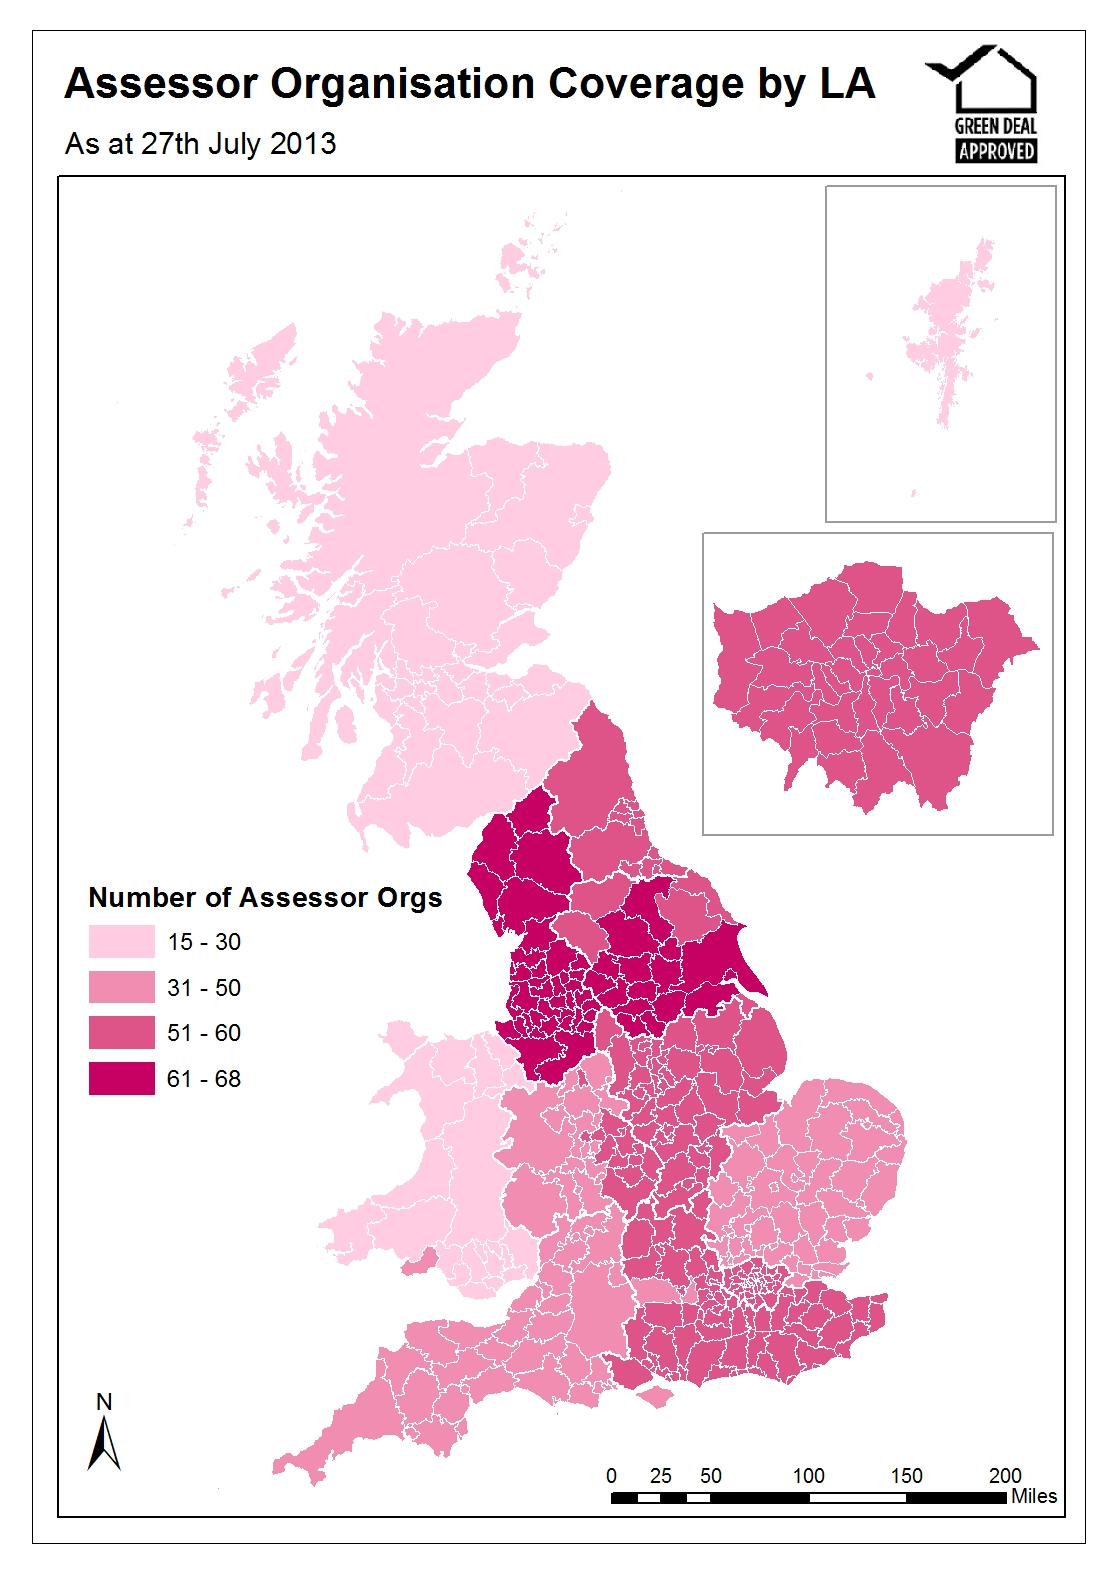 Assessor Organisation Coverage by LA
As at 27th July 2013
GREEN DEAL
APPROVED
Number of Assessor Orgs
15 - 30
31 - 50
51 - 60
61 - 68
N
0 25 50 100 150 200
Miles